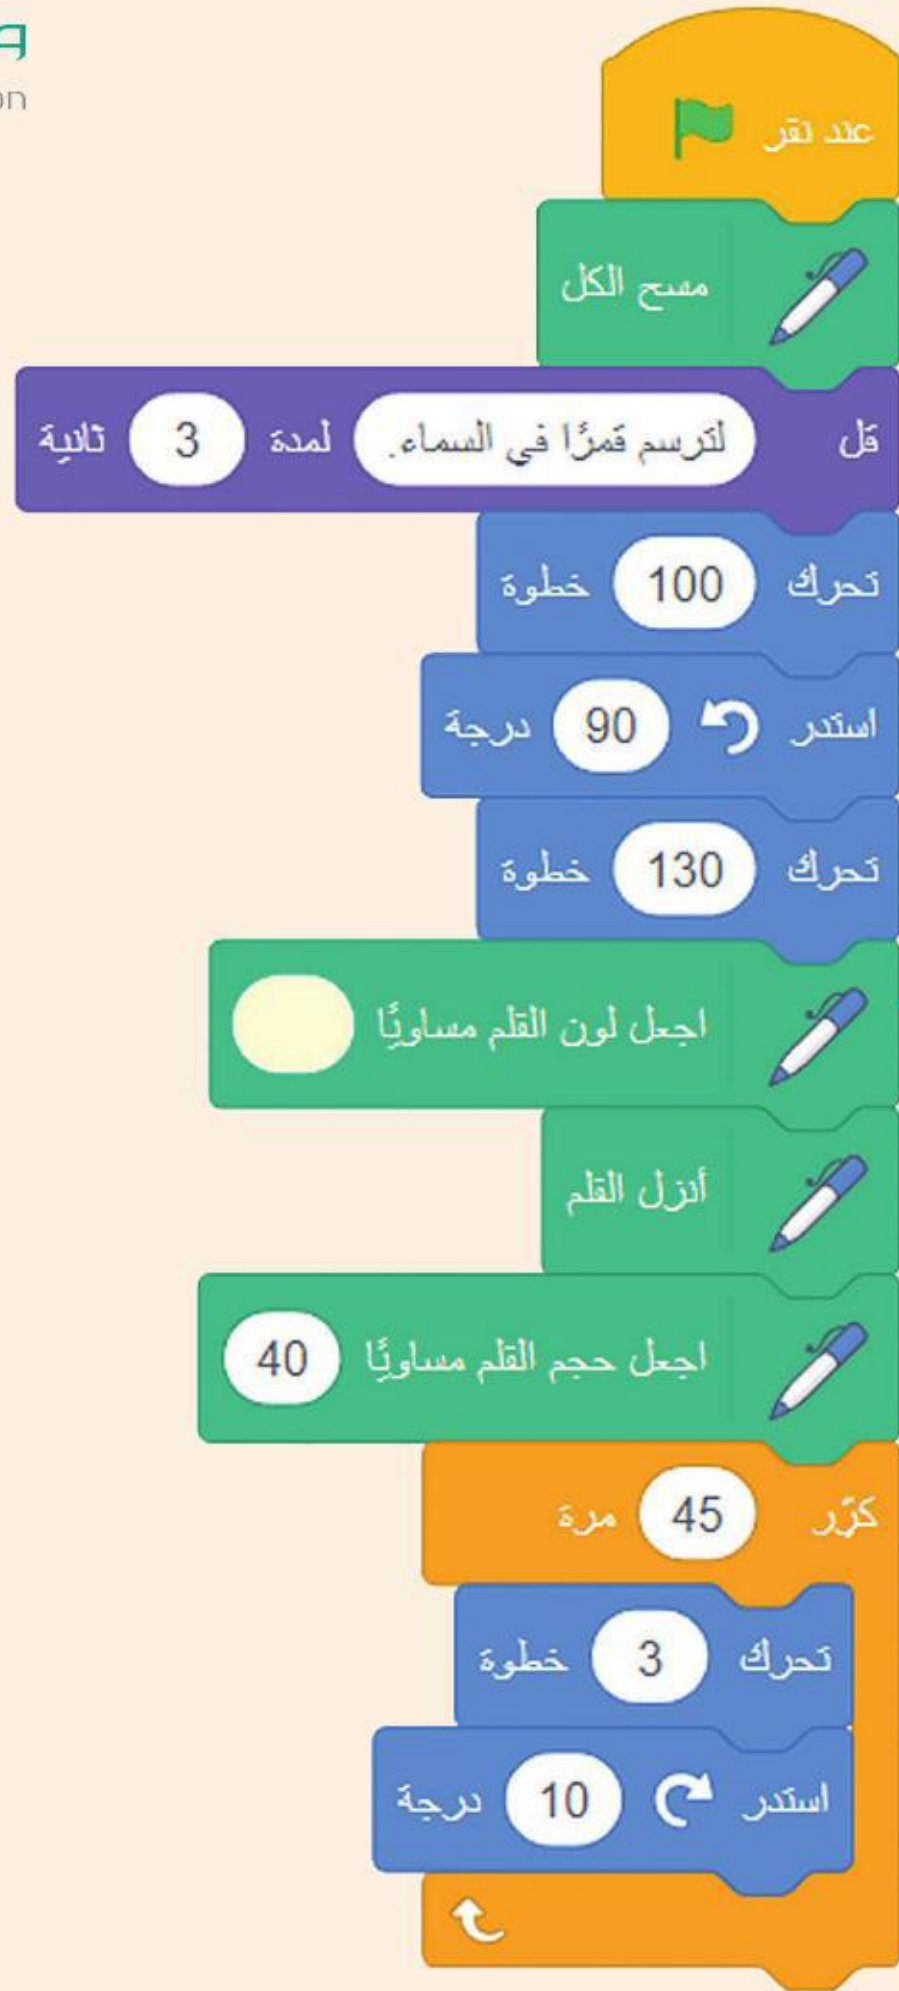 on
عند نقر
مسح الكل
قل لنرسم قمرًا في السماء. لمدة 3 ثانية
تحرك 100 خطوة
استدر 90 درجة
تحرك 130 خطوة
اجعل لون القلم مساويًا
أنزل القلم
اجعل حجم القلم مساويًا 40
كرّر 45 مرة
تحرك 3 خطوة
استدر 10 درجة